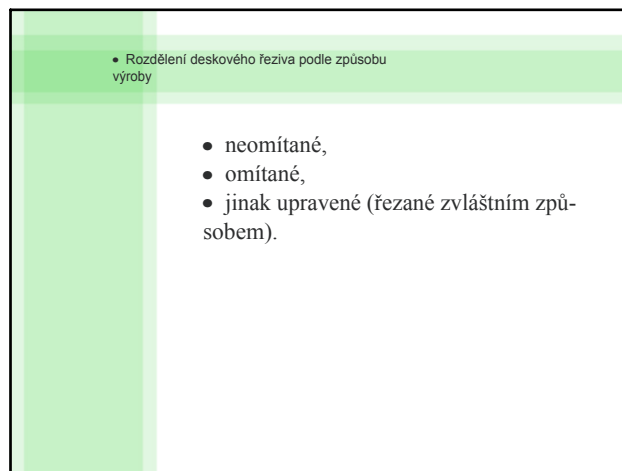 • Rozdělení deskového řeziva podle způsobu
výroby
• neomítané,
• omítané,
• jinak upravené (řezané zvláštním způ-
sobem).